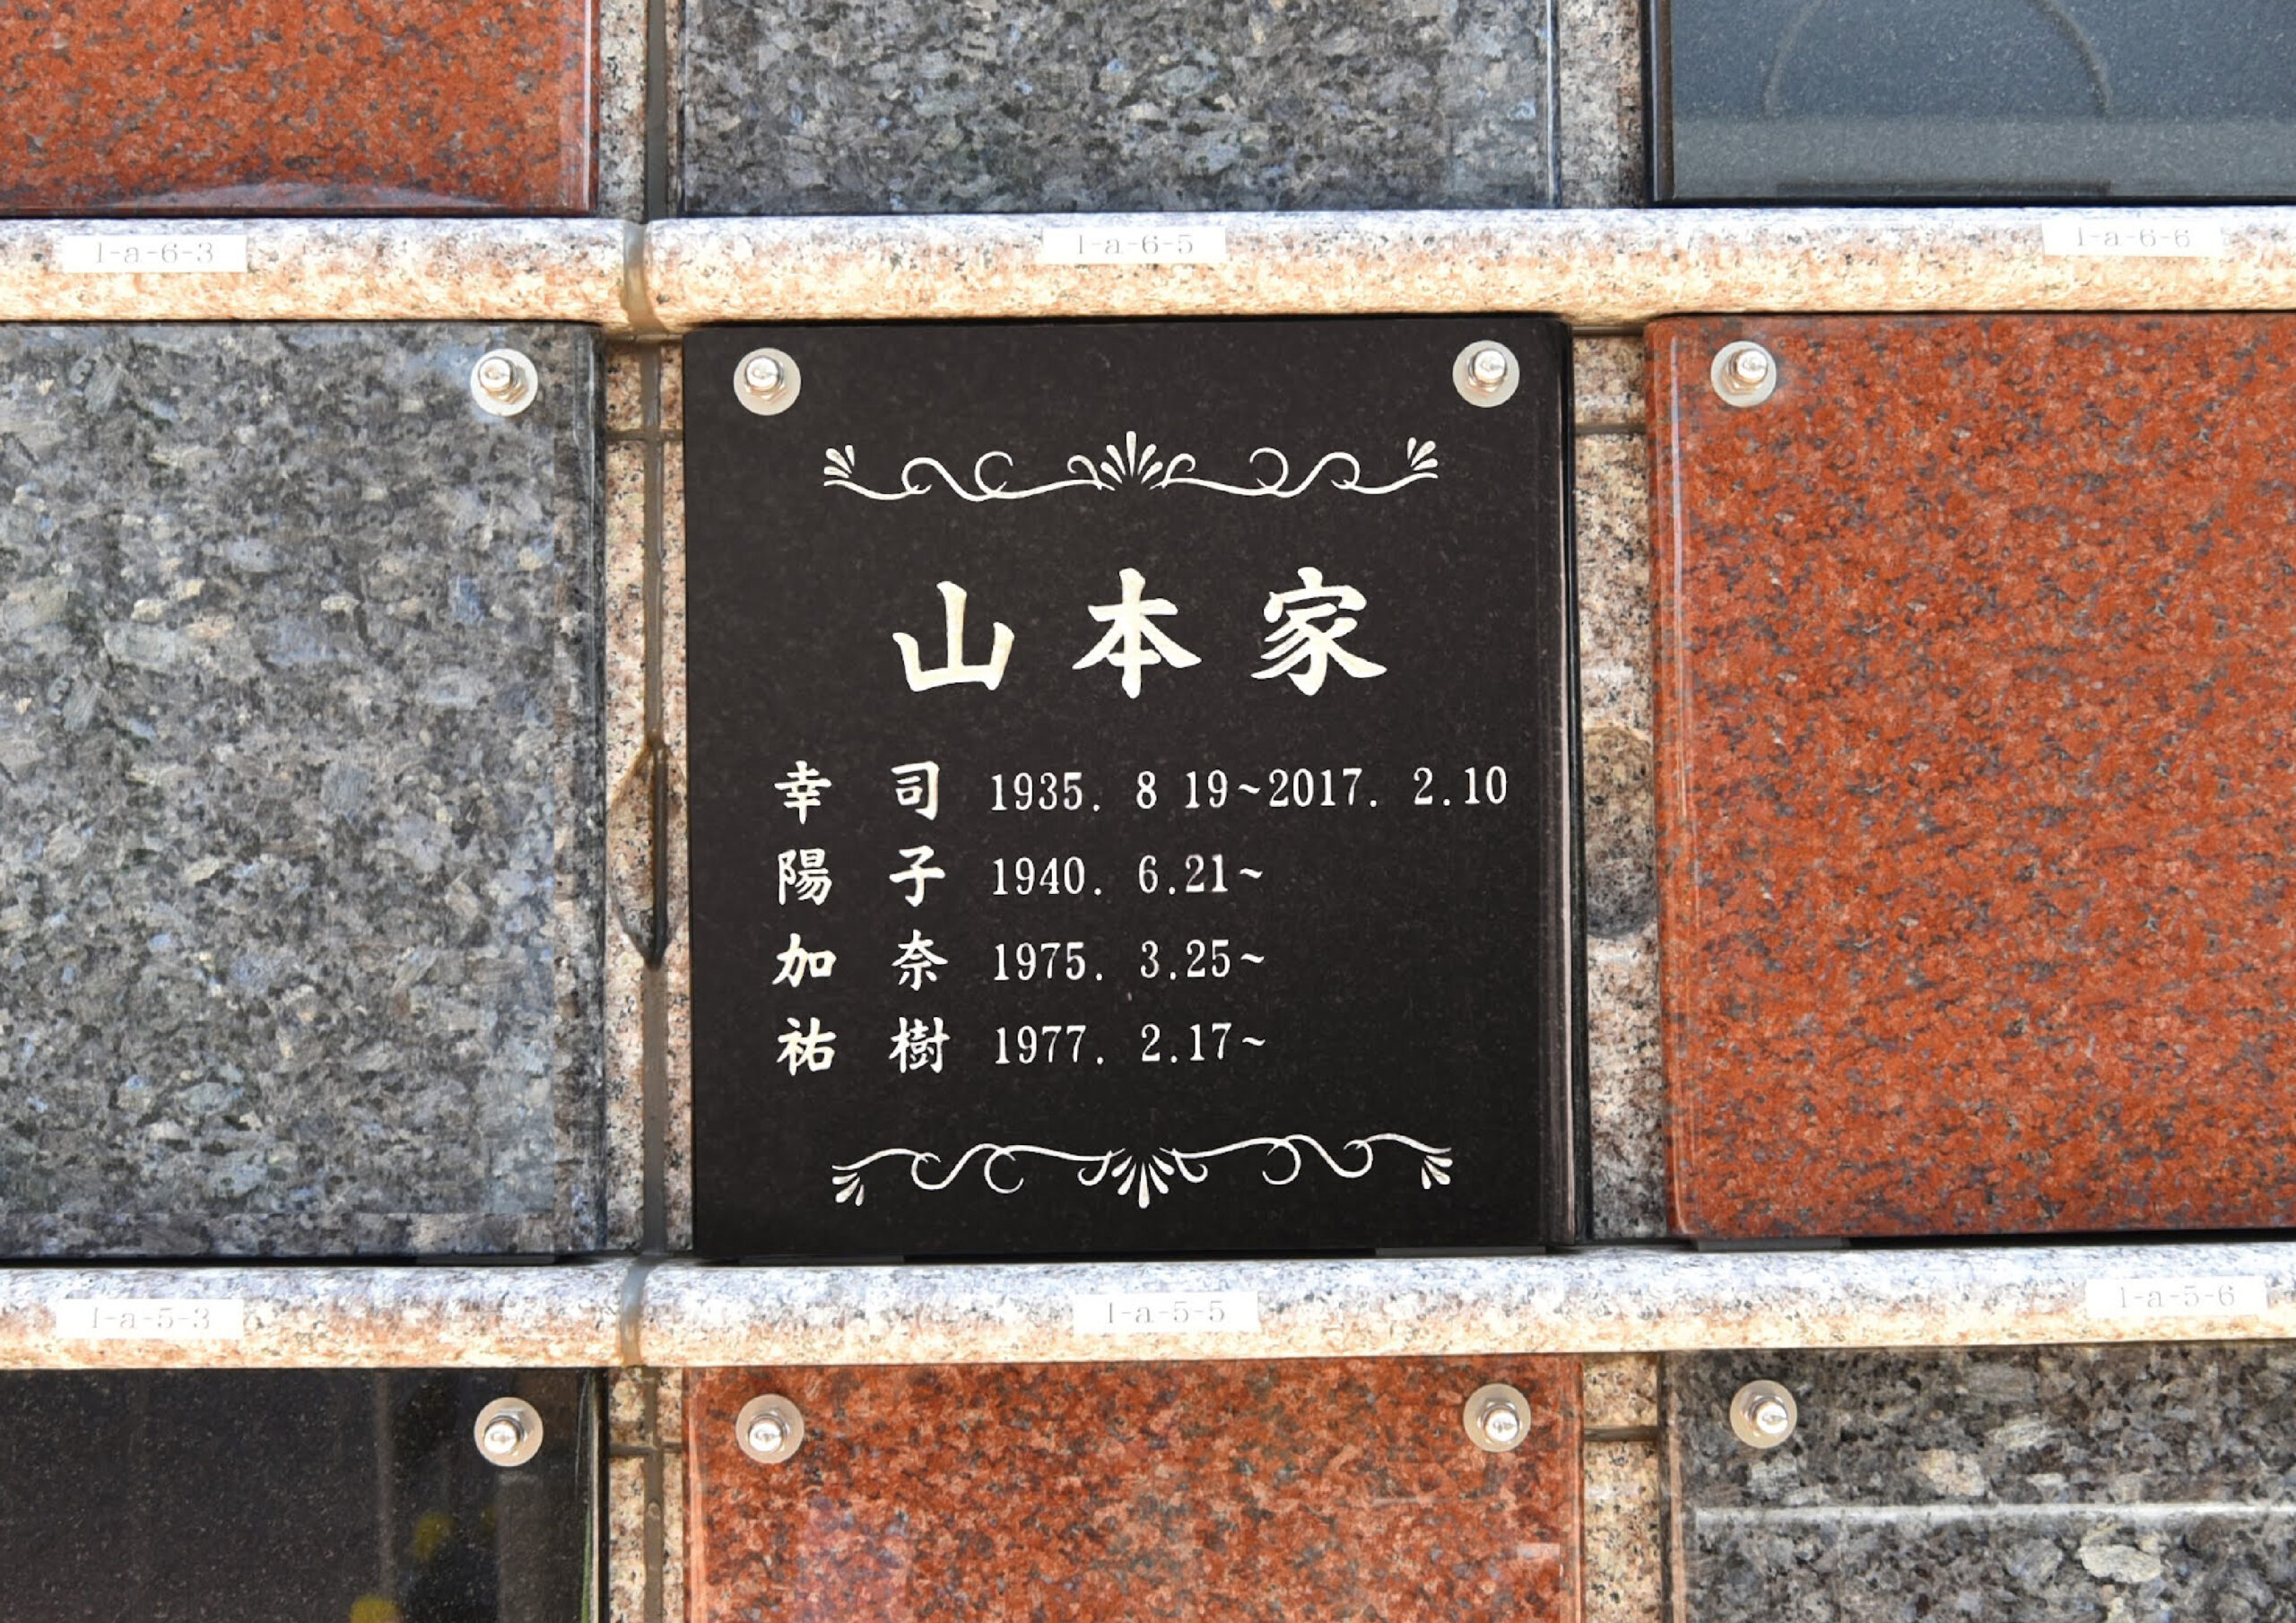 1-a-6-3
1-a-6-5
1-a-6-6
山本家
幸 司 1935. 8 19~2017. 2.10
陽 子 1940. 6.21~
加 奈 1975. 3.25~
祐 樹 1977. 2.17~
1-a-5-3
1-a-5-5
1-a-5-6